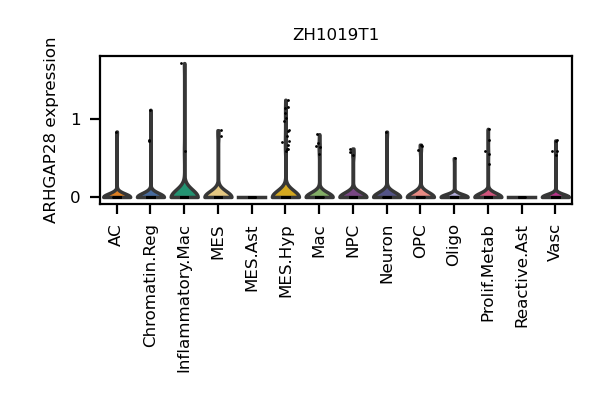 ZH1019T1
ARHGAP28 expression
1
0
AC
Chromatin.Reg
Inflammatory.Mac
MES
MES.Ast
MES.Hyp
Mac
NPC
Neuron
OPC
Oligo
Prolif.Metab
Reactive.Ast
Vasc